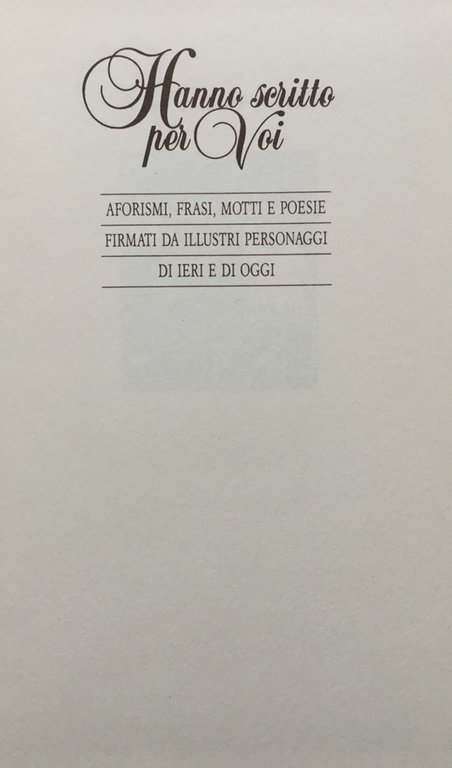 Hanno scritto
per Voi
AFORISMI, FRASI, MOTTI E POESIE
FIRMATI DA ILLUSTRI PERSONAGGI
DI IERI E DI OGGI